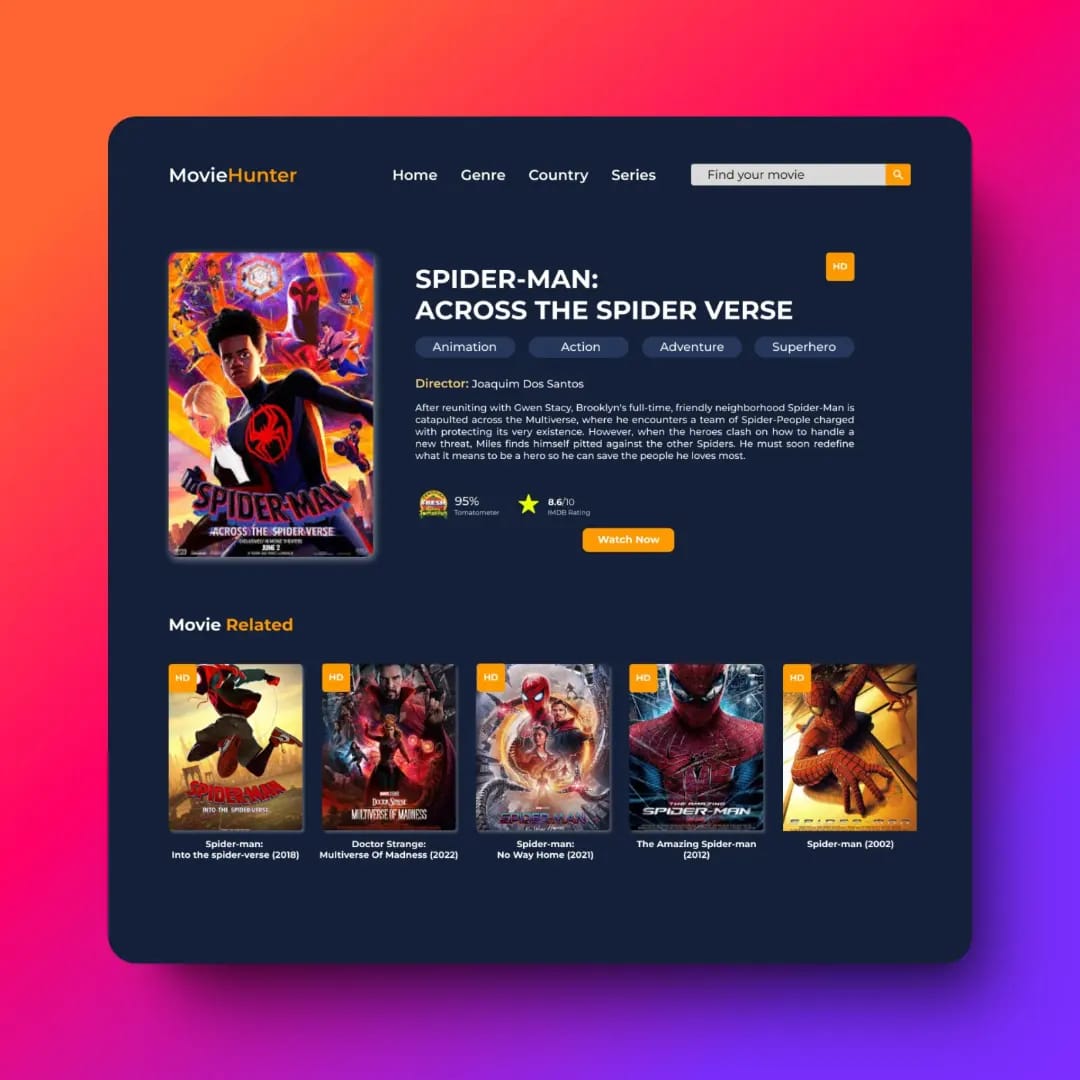 MovieHunter
Home Genre Country Series
Find your movie
HD
SPIDER-MAN:
ACROSS THE SPIDER VERSE
Animation Action Adventure Superhero
Director: Joaquim Dos Santos
After reuniting with Gwen Stacy, Brooklyn's full-time, friendly neighborhood Spider-Man is
catapulted across the Multiverse, where he encounters a team of Spider-People charged
with protecting its very existence. However, when the heroes clash on how to handle a
new threat, Miles finds himself pitted against the other Spiders. He must soon redefine
what it means to be a hero so he can save the people he loves most.
SPIDER-MAN
ACROSS THE SPIDER-VERSE
EXCLUSIVELY IN MOVIE THEATERS
JUNE 2
FRESH
95%
Tomatometer
8.6/10
IMDB Rating
Watch Now
Movie Related
HD
SPIDER-MAN
INTO THE SPIDER-VERSE
Spider-man:
Into the spider-verse (2018)
HD
DOCTOR STRANGE
MULTIVERSE OF MADNESS
Doctor Strange:
Multiverse Of Madness (2022)
HD
SPIDER-MAN
Spider-man:
No Way Home (2021)
HD
THE AMAZING
SPIDER-MAN
The Amazing Spider-man
(2012)
HD
SPIDER-MAN
Spider-man (2002)